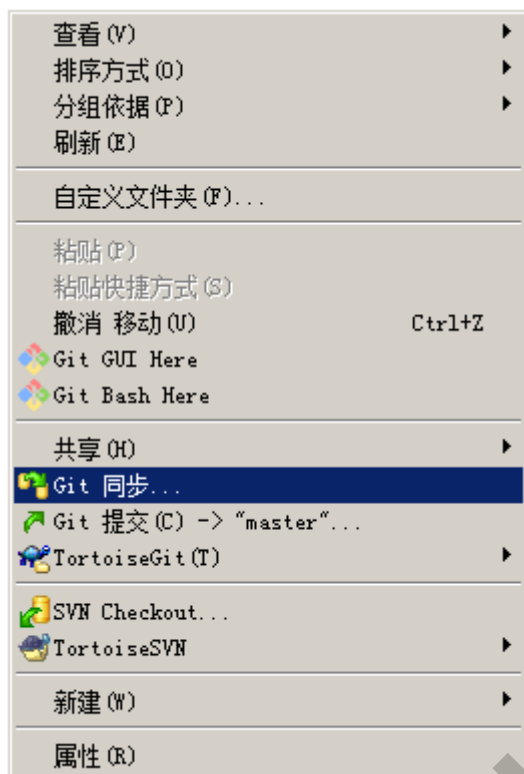 查看(V)
排序方式(O)
分组依据(P)
刷新(E)
自定义文件夹(F)...
粘贴(P)
粘贴快捷方式(S)
撤消 移动(U) Ctrl+Z
Git GUI Here
Git Bash Here
共享(H)
Git 同步...
Git 提交(C) -> “master”...
TortoiseGit(T)
SVN Checkout...
TortoiseSVN
新建(W)
属性(R)